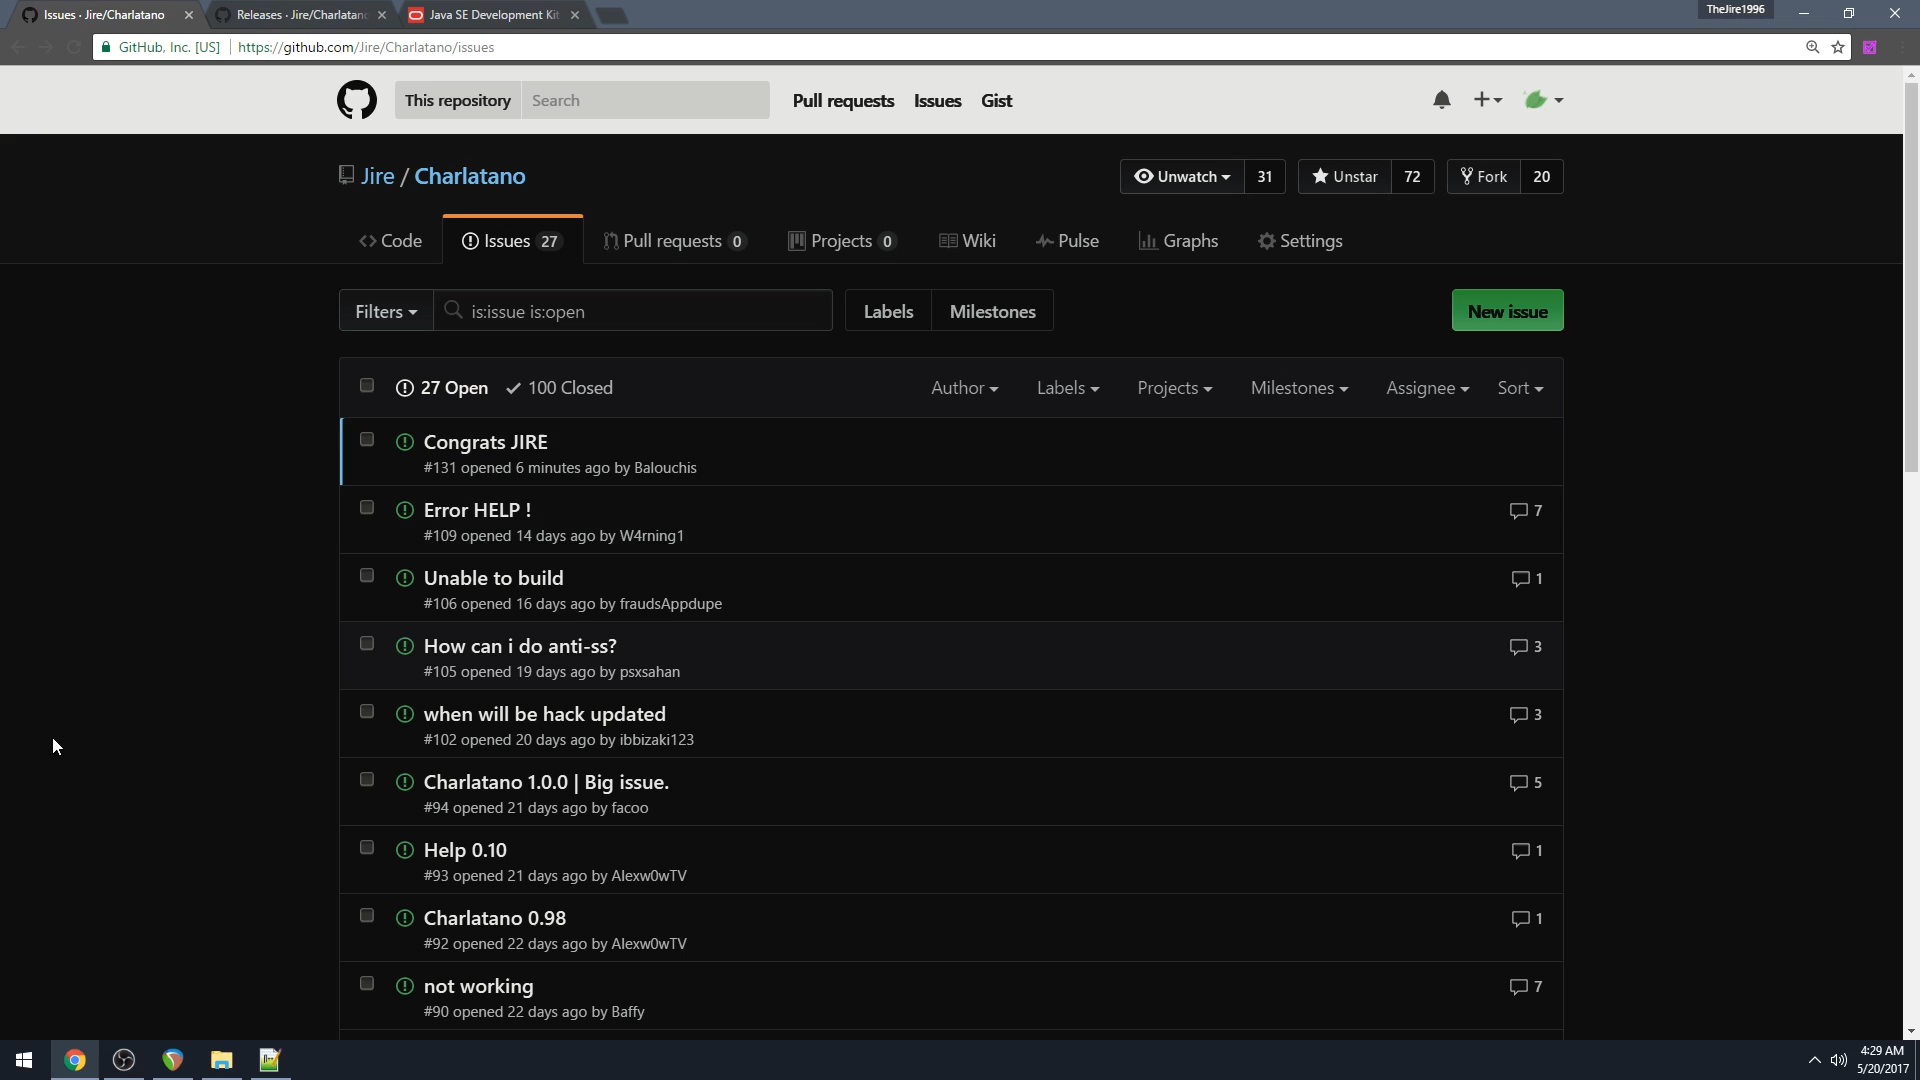 Issues · Jire/Charlatano
Releases · Jire/Charlatano
Java SE Development Kit
TheJire1996
GitHub, Inc. [US]
https://github.com/Jire/Charlatano/issues
This repository
Search
Pull requests
Issues
Gist
Jire / Charlatano
Unwatch
31
Unstar
72
Fork
20
Code
Issues 27
Pull requests 0
Projects 0
Wiki
Pulse
Graphs
Settings
Filters
is:issue is:open
Labels
Milestones
New issue
27 Open
100 Closed
Author
Labels
Projects
Milestones
Assignee
Sort
Congrats JIRE
#131 opened 6 minutes ago by Balouchis
Error HELP !
7
#109 opened 14 days ago by W4rning1
Unable to build
1
#106 opened 16 days ago by fraudsAppdupe
How can i do anti-ss?
3
#105 opened 19 days ago by psxsahan
when will be hack updated
3
#102 opened 20 days ago by ibbizaki123
Charlatano 1.0.0 | Big issue.
5
#94 opened 21 days ago by facoo
Help 0.10
1
#93 opened 21 days ago by Alexw0wTV
Charlatano 0.98
1
#92 opened 22 days ago by Alexw0wTV
not working
7
#90 opened 22 days ago by Baffy
4:29 AM
5/20/2017